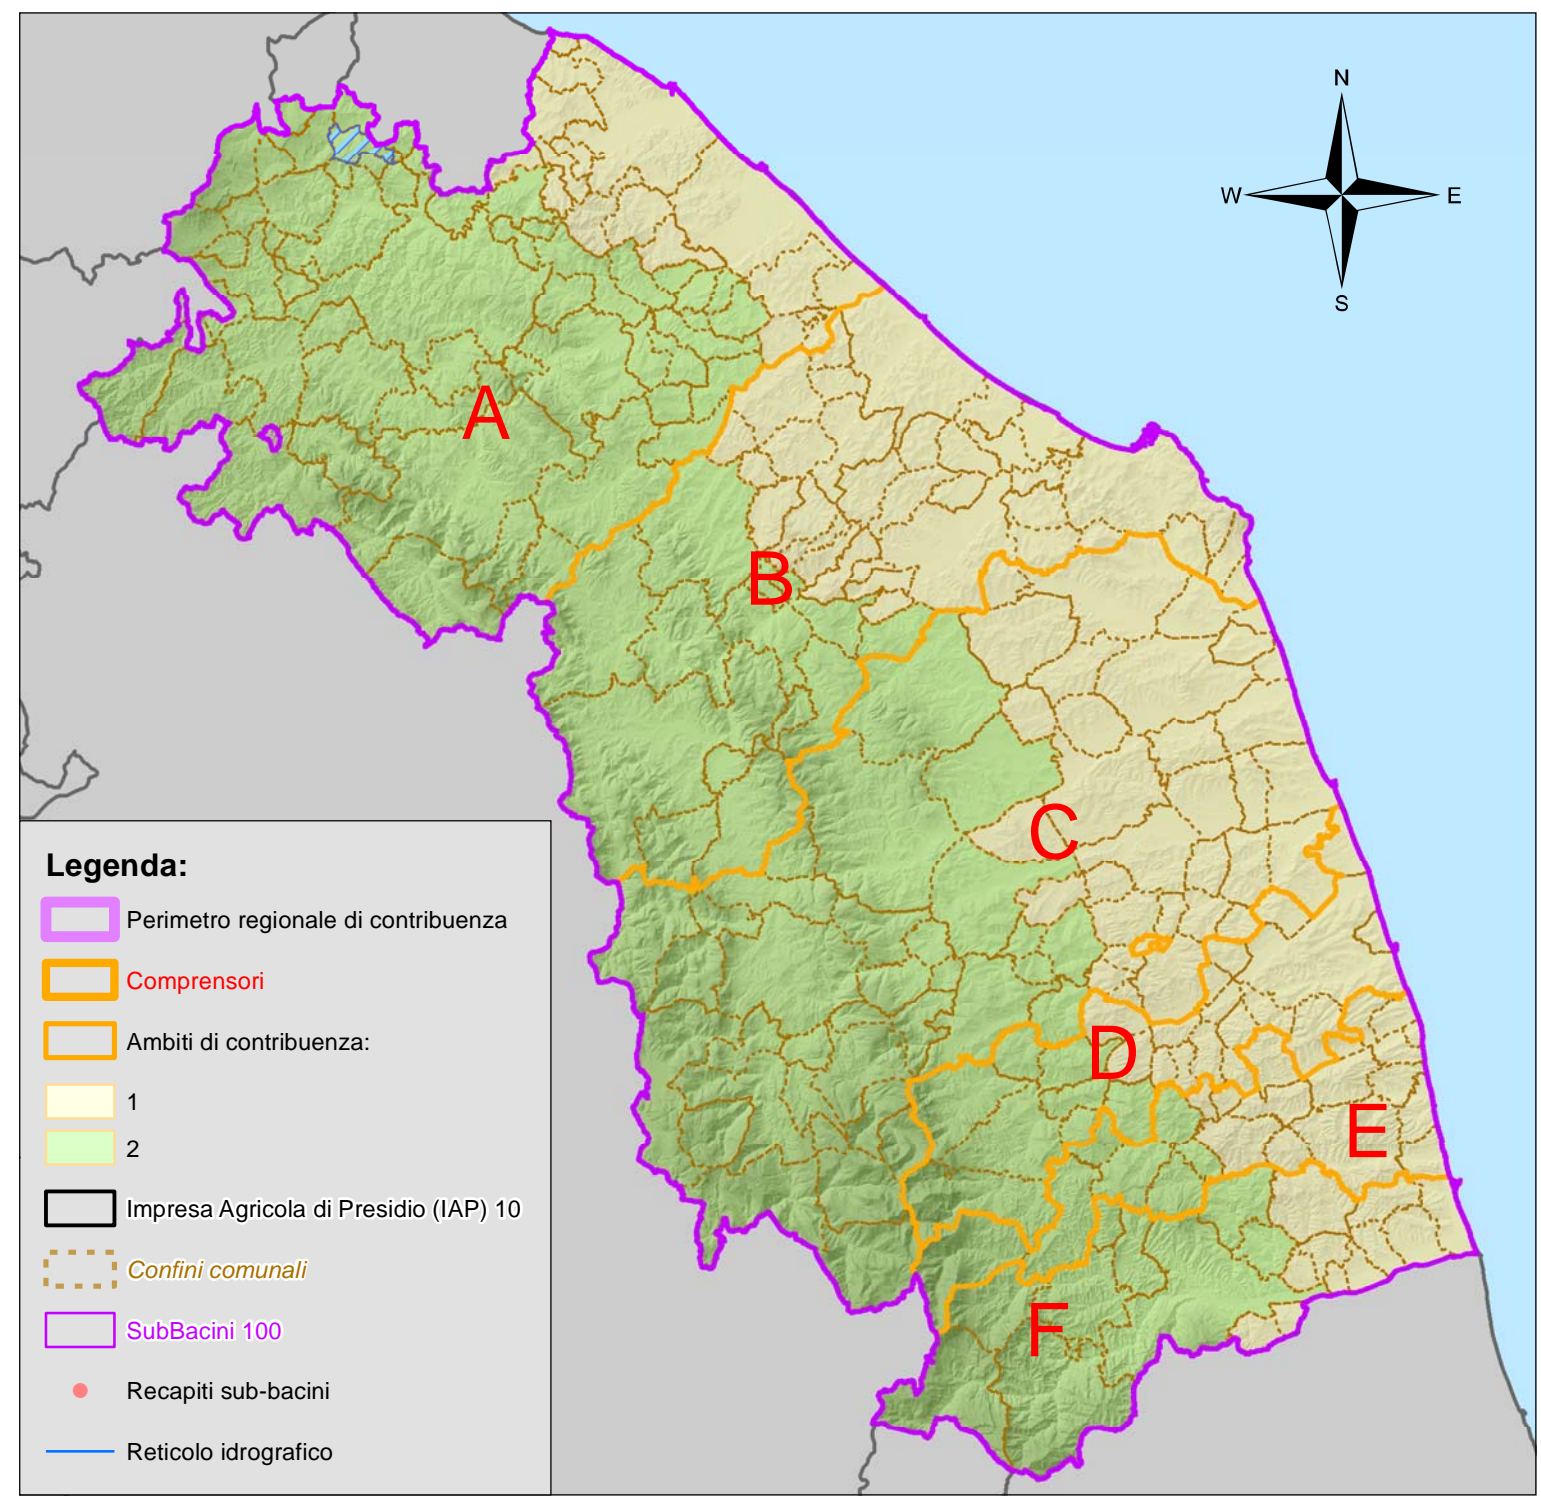 N
W
E
S
A
B
C
D
E
F
Legenda:
Perimetro regionale di contribuenza
Comprensori
Ambiti di contribuenza:
1
2
Impresa Agricola di Presidio (IAP) 10
Confini comunali
SubBacini 100
Recapiti sub-bacini
Reticolo idrografico